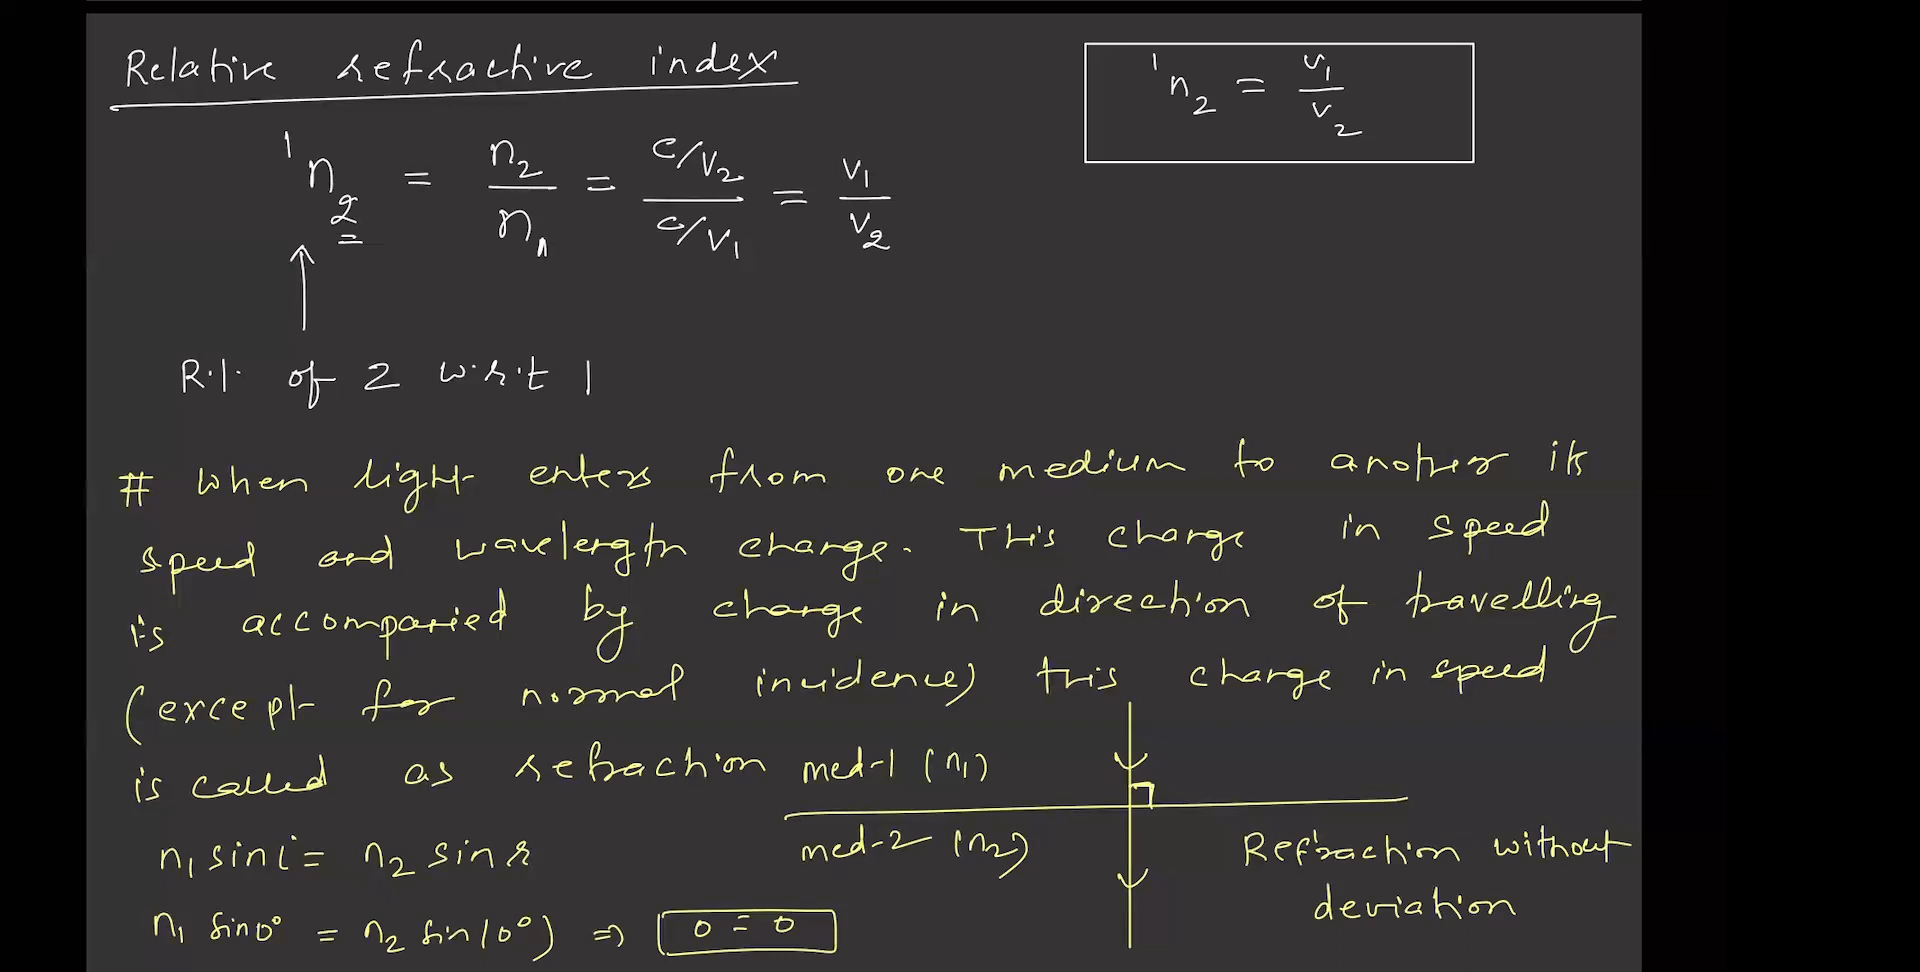 Relative refractive index
¹n₂ = v₁/v₂
¹n₂ = n₂/n₁ = (c/v₂)/(c/v₁) = v₁/v₂
R.I. of 2 w.r.t 1
# When light enters from one medium to another its
speed and wavelength change. This change in speed
is accompanied by change in direction of travelling
(except for normal incidence) this change in speed
is called as refraction
med-1 (n₁)
med-2 (n₂)
Refraction without
deviation
n₁ sin i = n₂ sin r
n₁ sin 0° = n₂ sin(0°) ⇒ 0 = 0